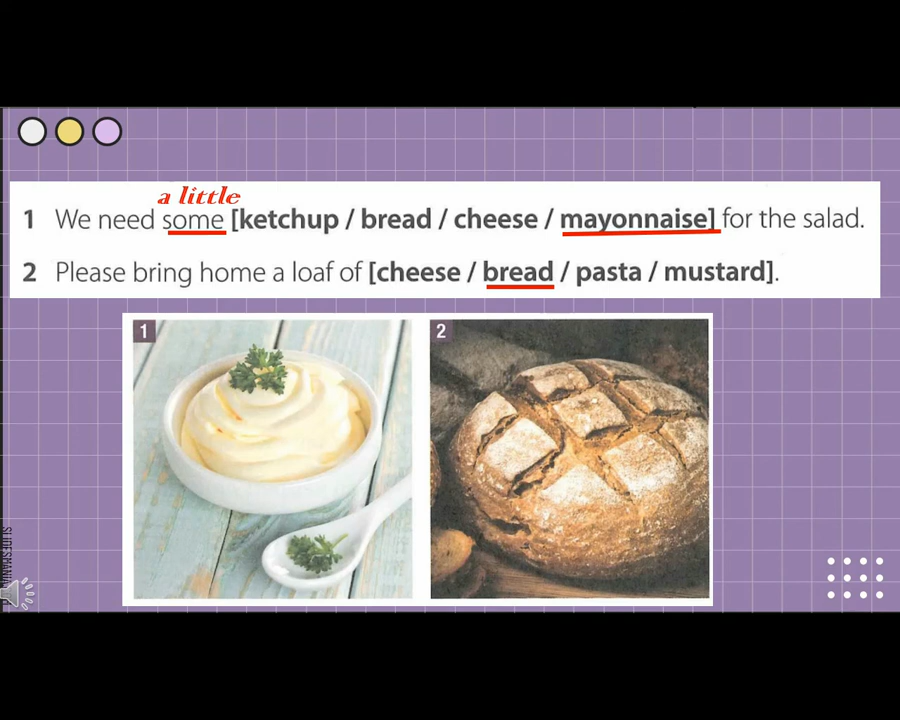 a little
1 We need some [ketchup / bread / cheese / mayonnaise] for the salad.
2 Please bring home a loaf of [cheese / bread / pasta / mustard].
1 2